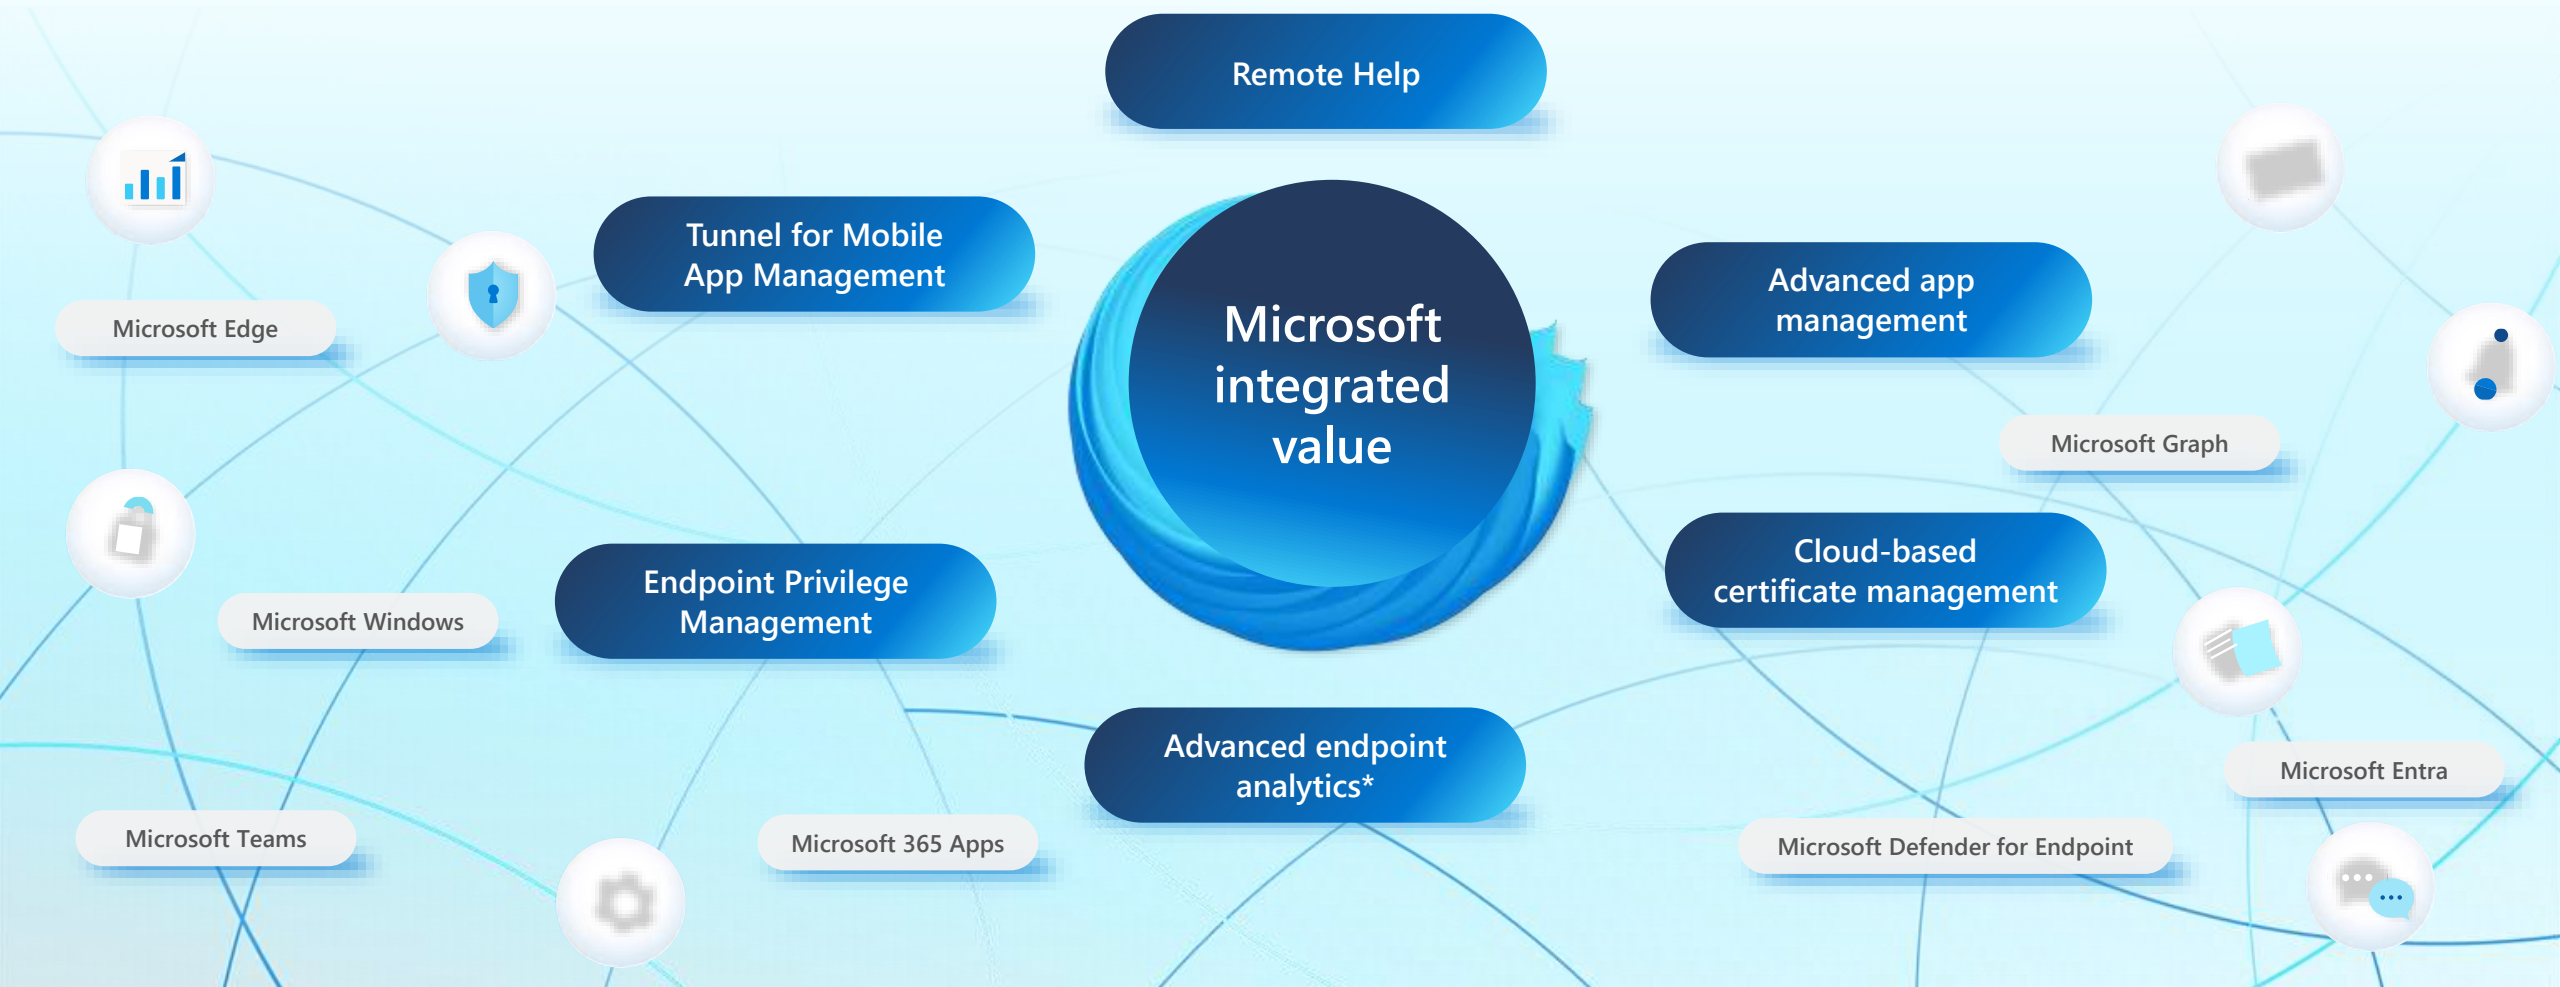 Remote Help
Tunnel for Mobile
App Management
Microsoft
integrated
value
Advanced app
management
Microsoft Edge
Microsoft Graph
Endpoint Privilege
Management
Cloud-based
certificate management
Microsoft Windows
Advanced endpoint
analytics*
Microsoft Entra
Microsoft Teams
Microsoft 365 Apps
Microsoft Defender for Endpoint